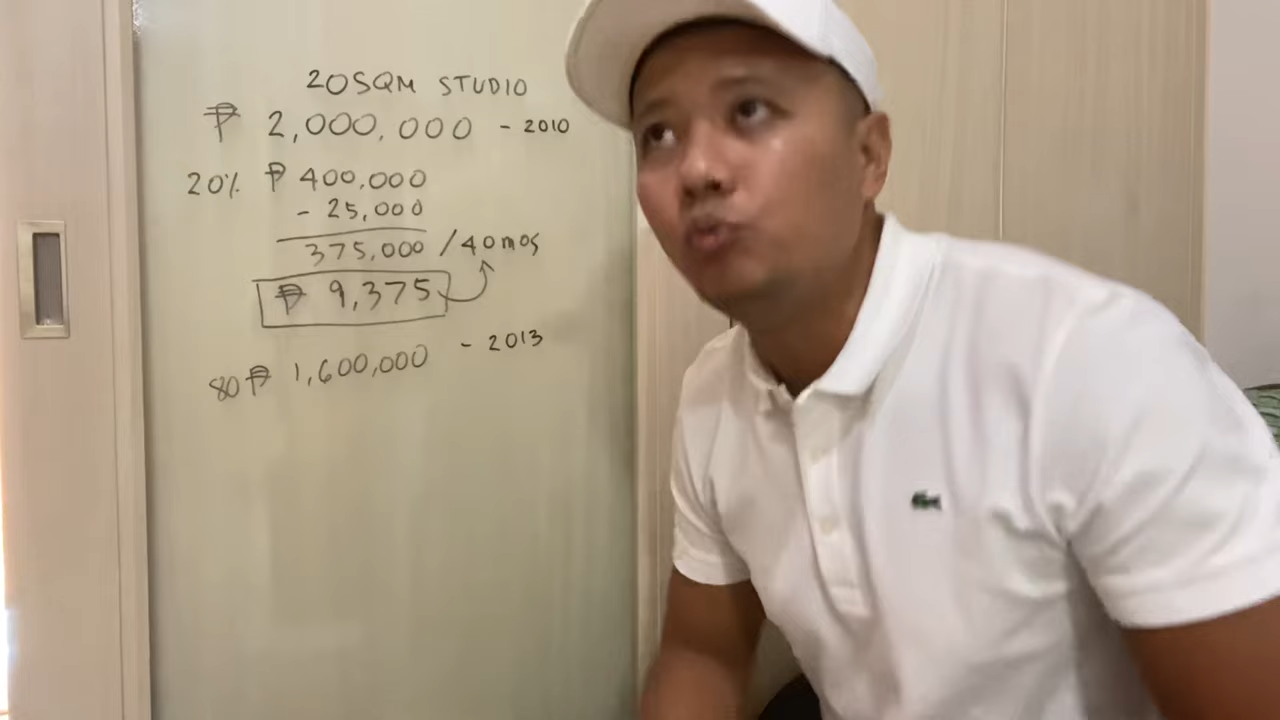 20SQM STUDIO
₱ 2,000,000 - 2010
20% ₱ 400,000
- 25,000
375,000 / 40mos
₱ 9,375
80 ₱ 1,600,000 - 2013